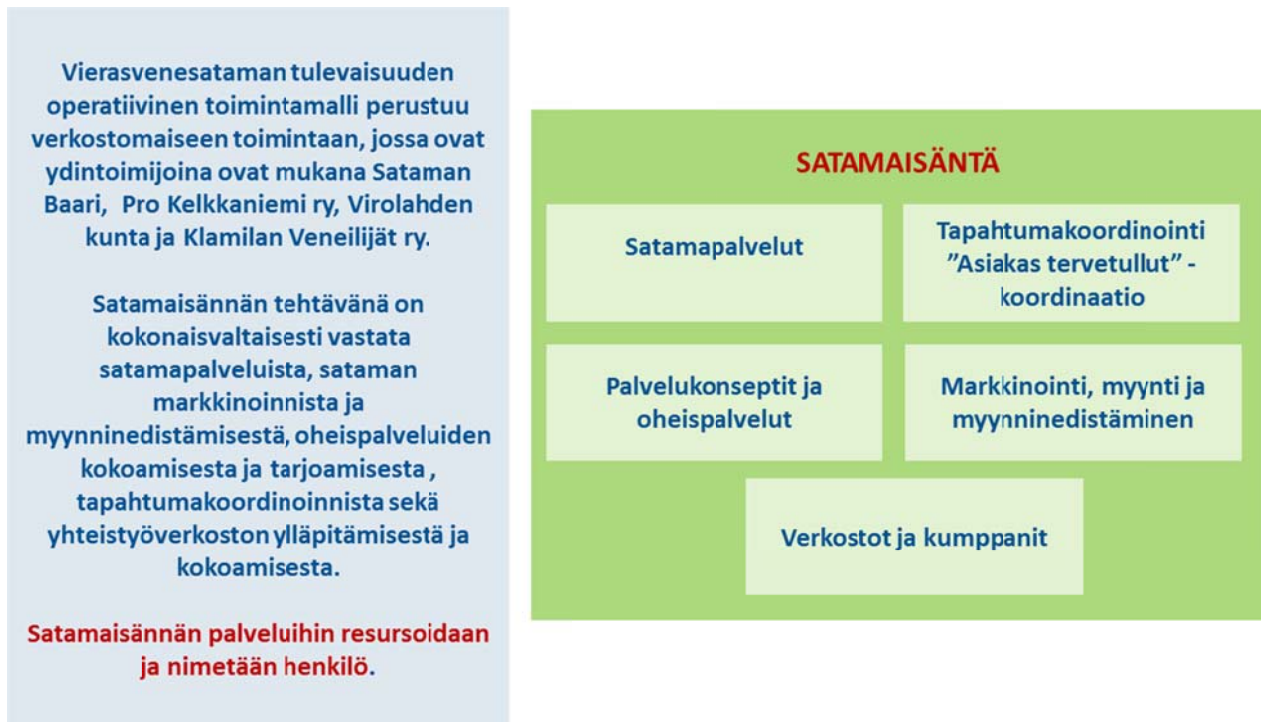 Vierasvenesataman tulevaisuuden
operatiivinen toimintamalli perustuu
verkostomaiseen toimintaan, jossa ovat
ydintoimijoina ovat mukana Sataman
Baari, Pro Kelkkaniemi ry, Virolahden
kunta ja Klamilan Veneilijät ry.
Satamaisännän tehtävänä on
kokonaisvaltaisesti vastata
satamapalveluista, sataman
markkinoinnista ja
myynninedistämisestä, oheispalveluiden
kokoamisesta ja tarjoamisesta ,
tapahtumakoordinoinnista sekä
yhteistyöverkoston ylläpitämisestä ja
kokoamisesta.
Satamaisännän palveluihin resursoidaan
ja nimetään henkilö.
SATAMAISÄNTÄ
Satamapalvelut
Tapahtumakoordinointi
”Asiakas tervetullut” -
koordinaatio
Palvelukonseptit ja
oheispalvelut
Markkinointi, myynti ja
myynninedistäminen
Verkostot ja kumppanit